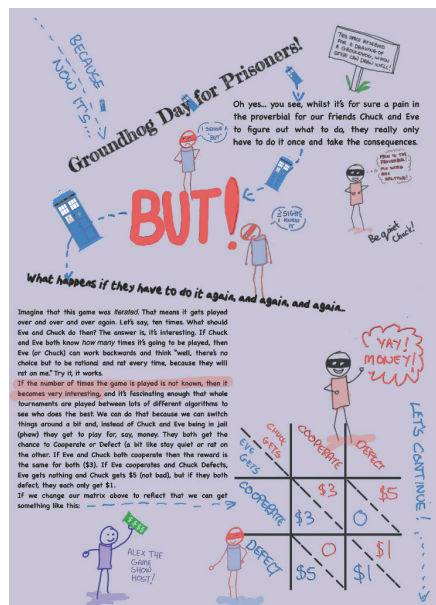 BECAUSE
NOW IT'S...
Groundhog Day for Prisoners!
THIS SPACE RESERVED
FOR A DRAWING OF
A GROUNDHOG, WHEN
STEVE CAN DRAW WELL!
Oh yes... you see, whilst it's for sure a pain in
the proverbial for our friends Chuck and Eve
to figure out what to do, they really only
have to do it once and take the consequences.
I SENSE A
"BUT"
BUT!
SIGH
I KNEW
IT
PAIN IN THE
PROVERBIAL?
Be quiet
Chuck!
What happens if they have to do it again, and again, and again...
Imagine that this game was iterated. That means it gets played
over and over and over again. Let's say, ten times. What should
Eve and Chuck do then? The answer is, it's interesting. If Chuck
and Eve both know how many times it's going to be played, then
Eve (or Chuck) can work backwards and think "well, there's no
choice but to be rational and rat every time, because they will
rat on me." Try it, it works.
If the number of times the game is played is not known, then it
becomes very interesting, and it's fascinating enough that whole
tournaments are played between lots of different algorithms to
see who does the best. We can do that because we can switch
things around a bit and, instead of Chuck and Eve being in jail
(phew) they get to play for, say, money. They both get the
chance to Cooperate or Defect (a bit like stay quiet or rat on
the other. If Eve and Chuck both cooperate then the reward is
the same for both ($3). If Eve cooperates and Chuck Defects,
Eve gets nothing and Chuck gets $5 (not bad), but if they both
defect, they each only get $1.
If we change our matrix above to reflect that we can get
something like this:
YAY!
MONEY!
LET'S CONTINUE!
CHUCK
GETS
EVE
GETS
COOPERATE
DEFECT
COOPERATE
$3
$3
$5
0
DEFECT
0
$5
$1
$1
$$$
ALEX THE
GAME
SHOW
HOST!